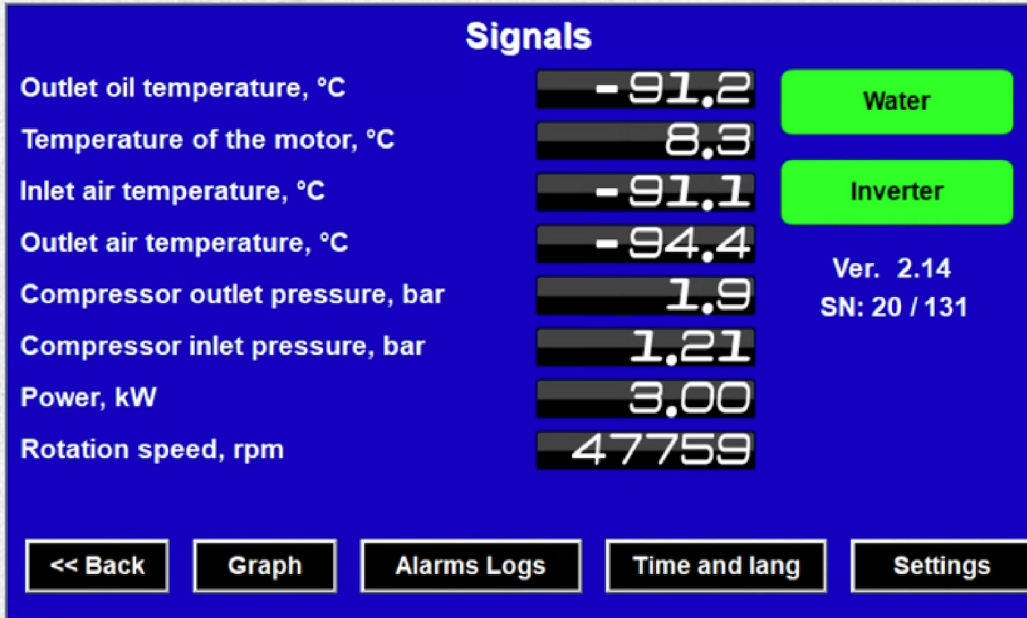 Signals
Outlet oil temperature, °C -91.2
Temperature of the motor, °C 8.3
Inlet air temperature, °C -91.1
Outlet air temperature, °C -94.4
Compressor outlet pressure, bar 1.9
Compressor inlet pressure, bar 1.21
Power, kW 3.00
Rotation speed, rpm 47759
Water
Inverter
Ver. 2.14
SN: 20 / 131
<< Back
Graph
Alarms Logs
Time and lang
Settings